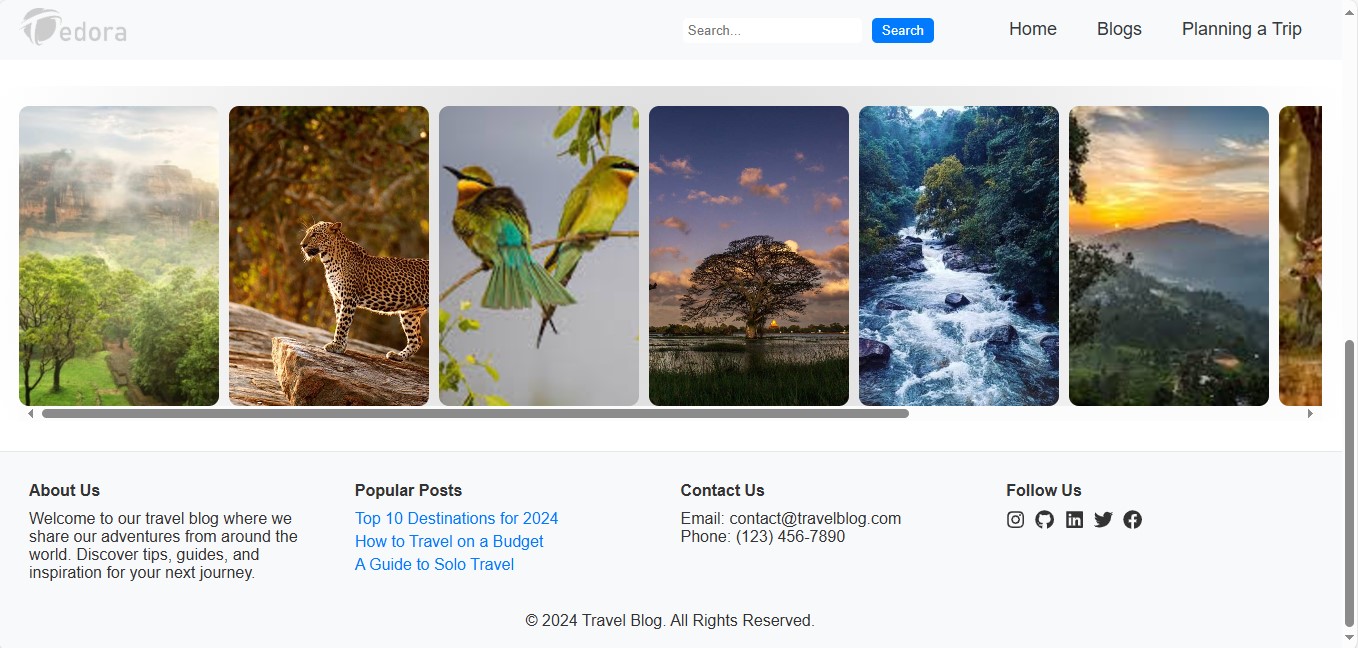 Tedora
Search...
Search
Home
Blogs
Planning a Trip
About Us
Welcome to our travel blog where we
share our adventures from around the
world. Discover tips, guides, and
inspiration for your next journey.
Popular Posts
Top 10 Destinations for 2024
How to Travel on a Budget
A Guide to Solo Travel
Contact Us
Email: contact@travelblog.com
Phone: (123) 456-7890
Follow Us
© 2024 Travel Blog. All Rights Reserved.